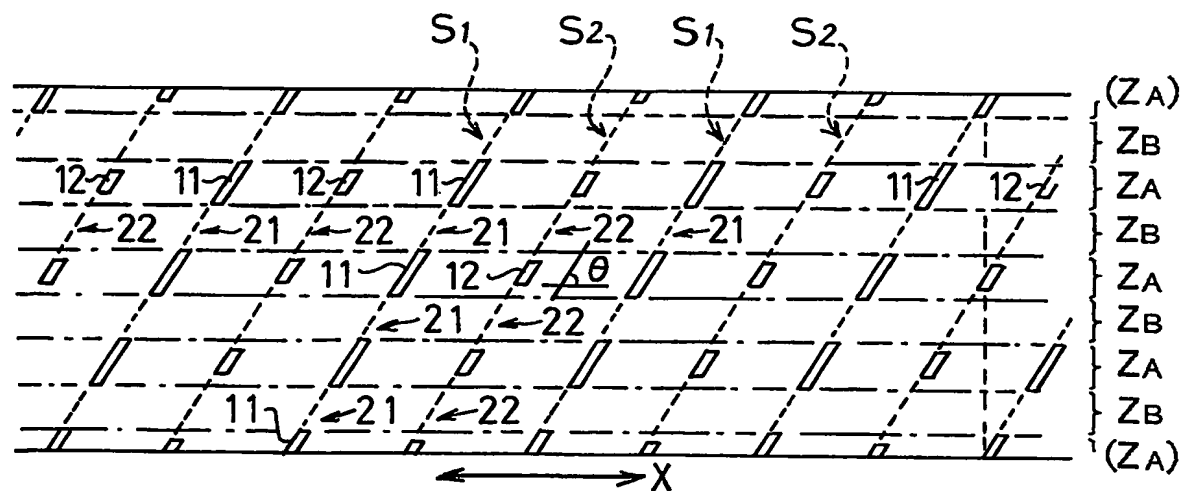 S1 S2 S1 S2
(ZA)
ZB
12 11 12 11 11 12 ZA
22 21 22 21 22 21 ZB
11 12 θ ZA
21 22 ZB
ZA
11 21 22 ZB
(ZA)
X